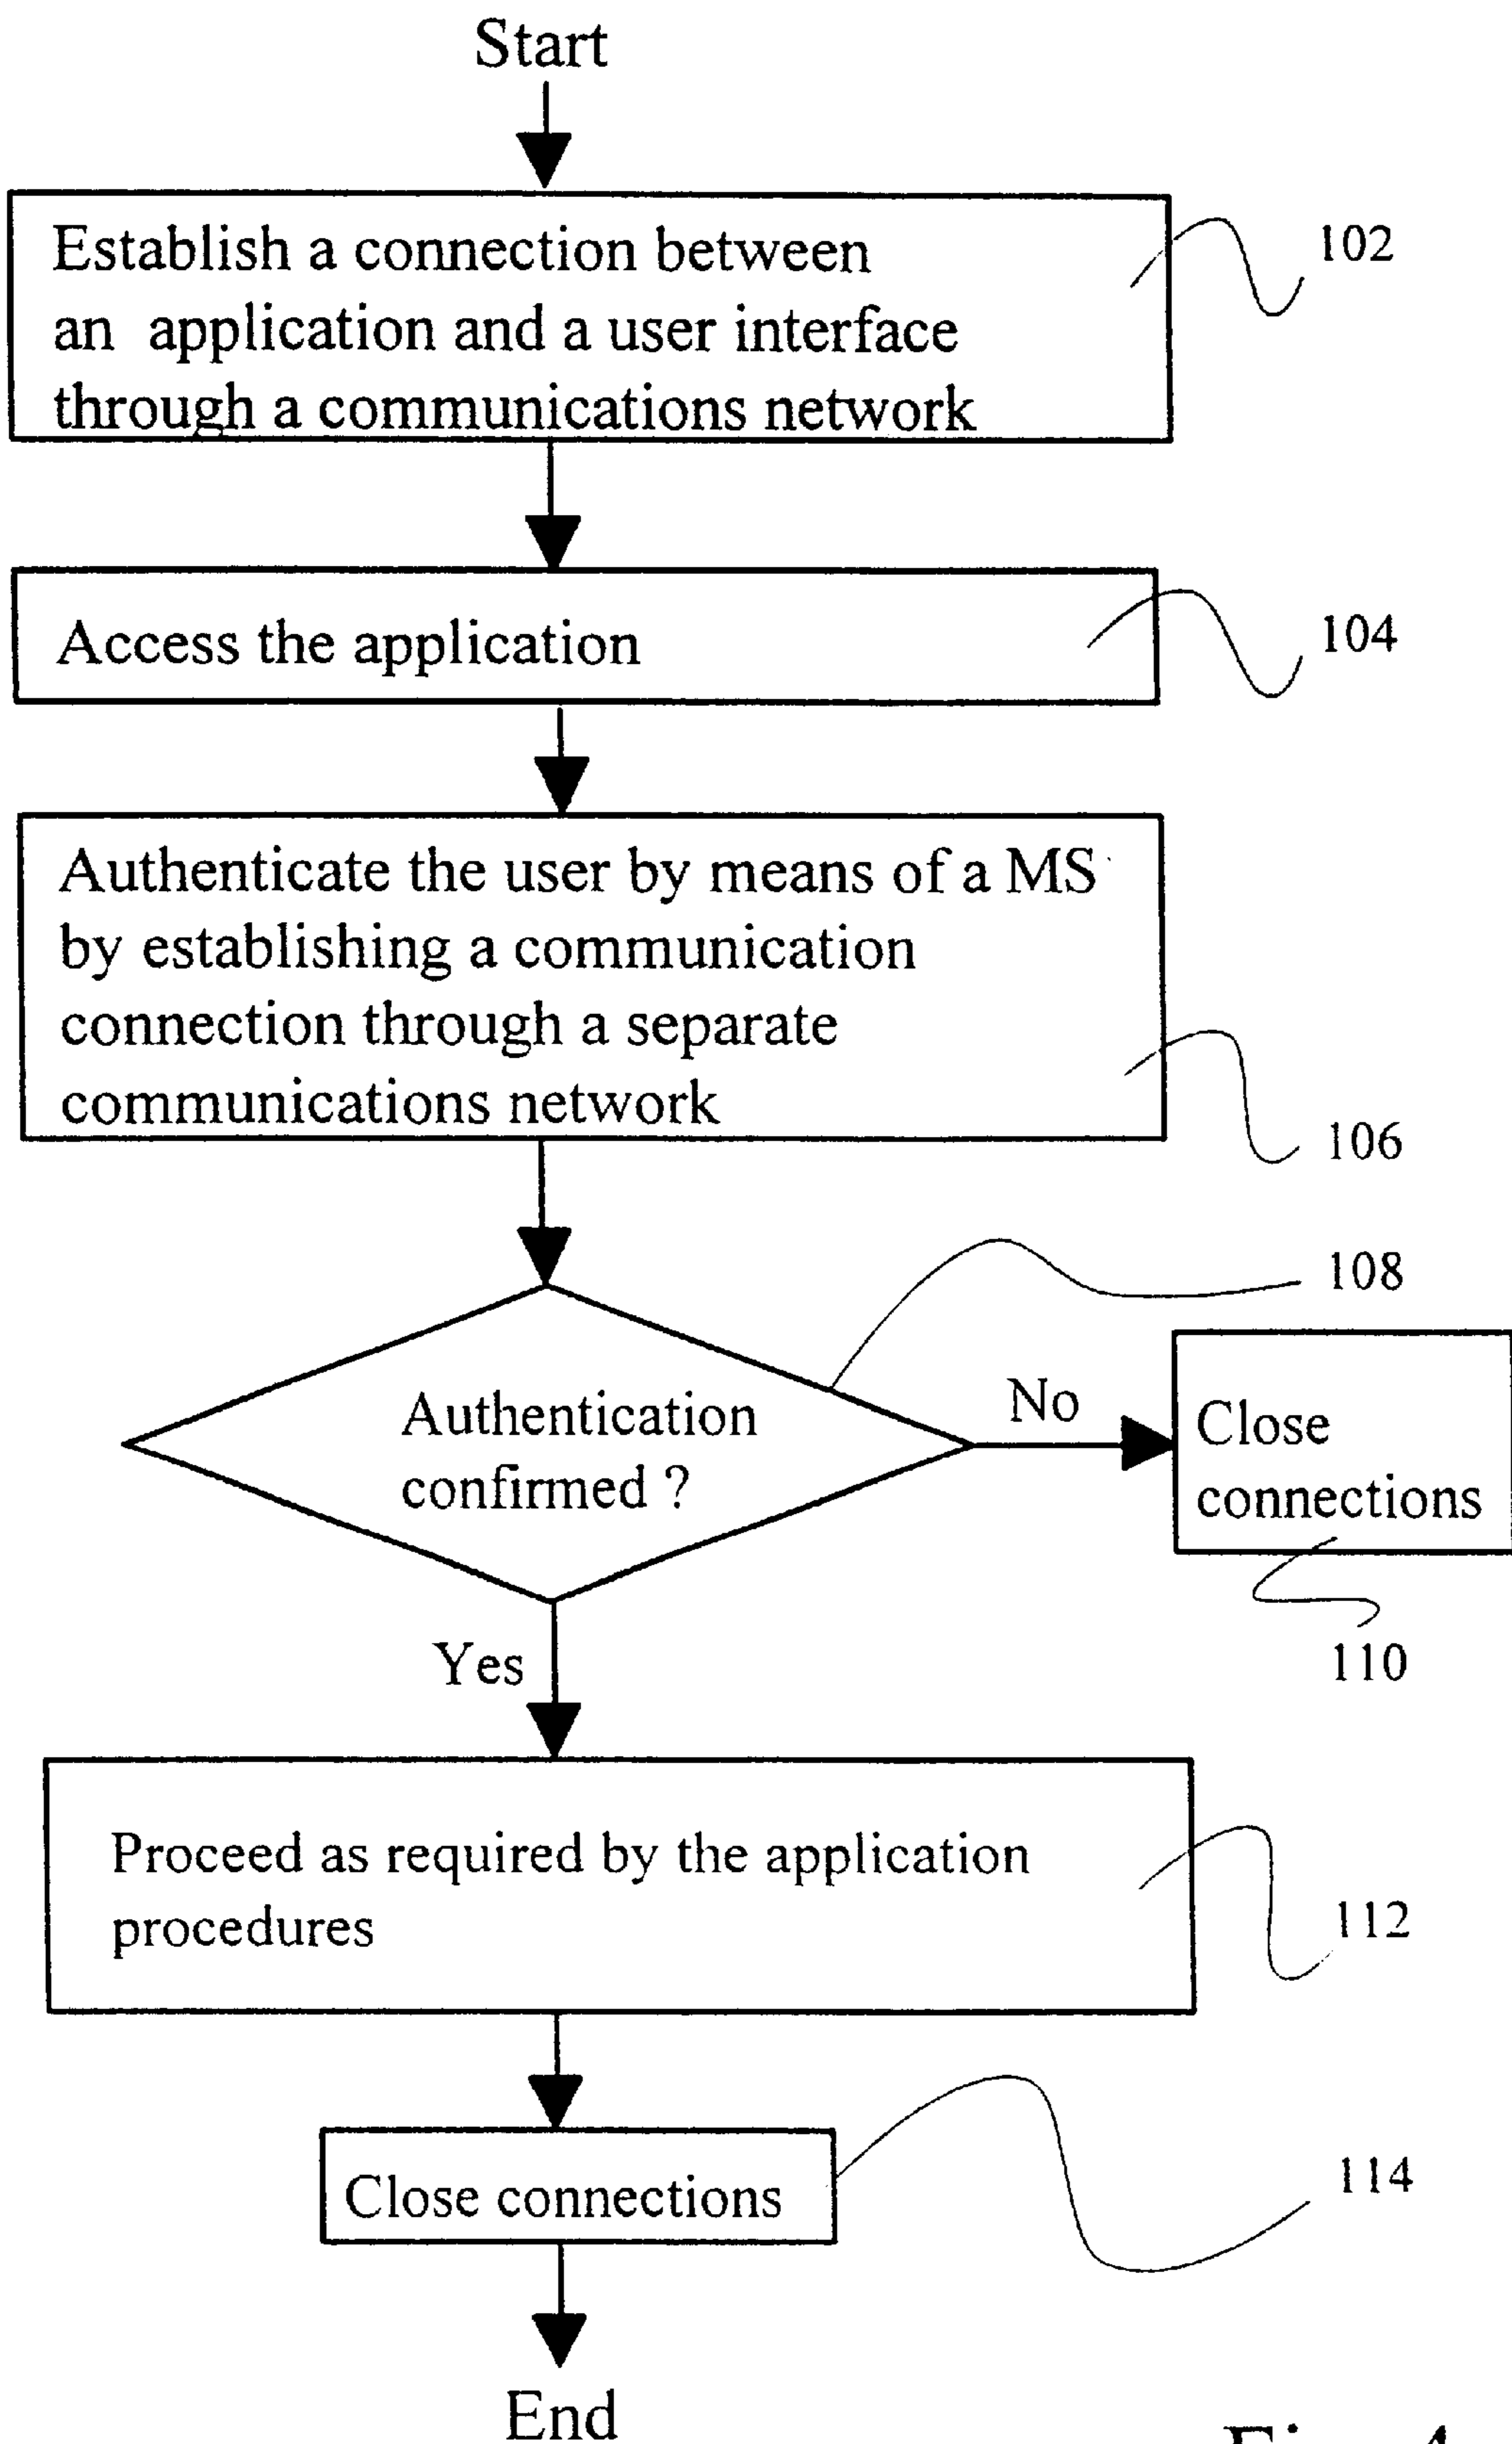 Start
Establish a connection between
an application and a user interface
through a communications network
102
Access the application
104
Authenticate the user by means of a MS
by establishing a communication
connection through a separate
communications network
106
108
Authentication
confirmed ?
No
Close
connections
110
Yes
Proceed as required by the application
procedures
112
Close connections
114
End